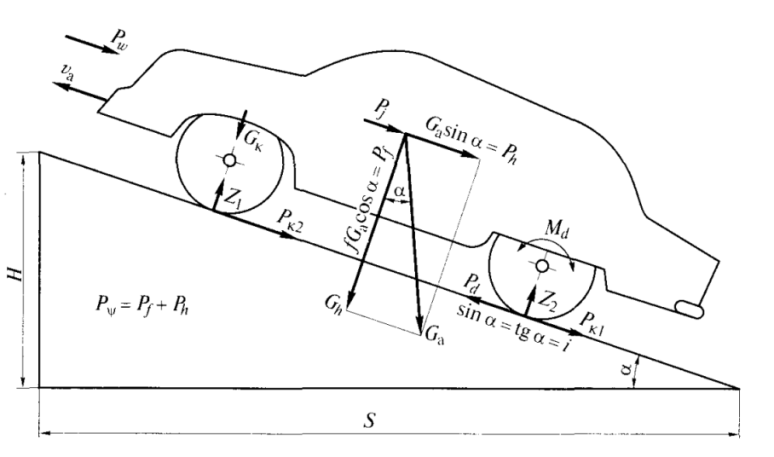 P_w
v_a
P_j
G_a sin α = P_h
G_к
fG_a cos α = P_f
α
Z_1
P_к2
M_d
H
P_ψ = P_f + P_h
G_h
P_d
Z_2
P_к1
sin α = tg α = i
G_a
α
S